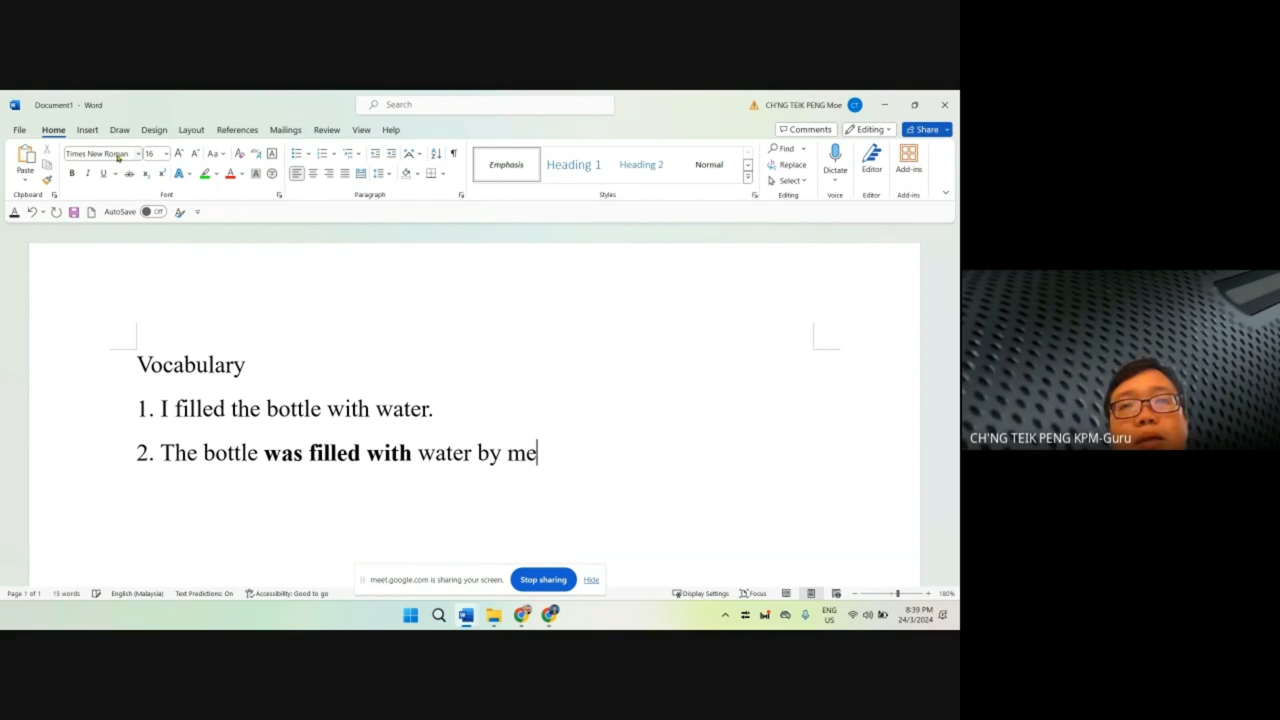 Document1 - Word
Search
CH'NG TEIK PENG Moe
CT
File Home Insert Draw Design Layout References Mailings Review View Help
Comments Editing Share
Paste
Times New Roman 16
Aa
Emphasis Heading 1 Heading 2 Normal
Find
Replace
Select
Dictate Editor Add-ins
Clipboard Font Paragraph Styles Editing Voice Editor Add-ins
AutoSave Off
Vocabulary
1. I filled the bottle with water.
2. The bottle was filled with water by me
CH'NG TEIK PENG KPM-Guru
meet.google.com is sharing your screen. Stop sharing Hide
Page 1 of 1 15 words English (Malaysia) Text Predictions: On Accessibility: Good to go Display Settings Focus 180%
ENG US
8:39 PM
24/3/2024